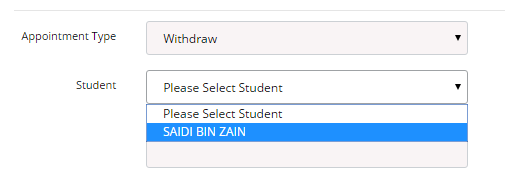 Appointment Type Withdraw
Student Please Select Student
Please Select Student
SAIDI BIN ZAIN